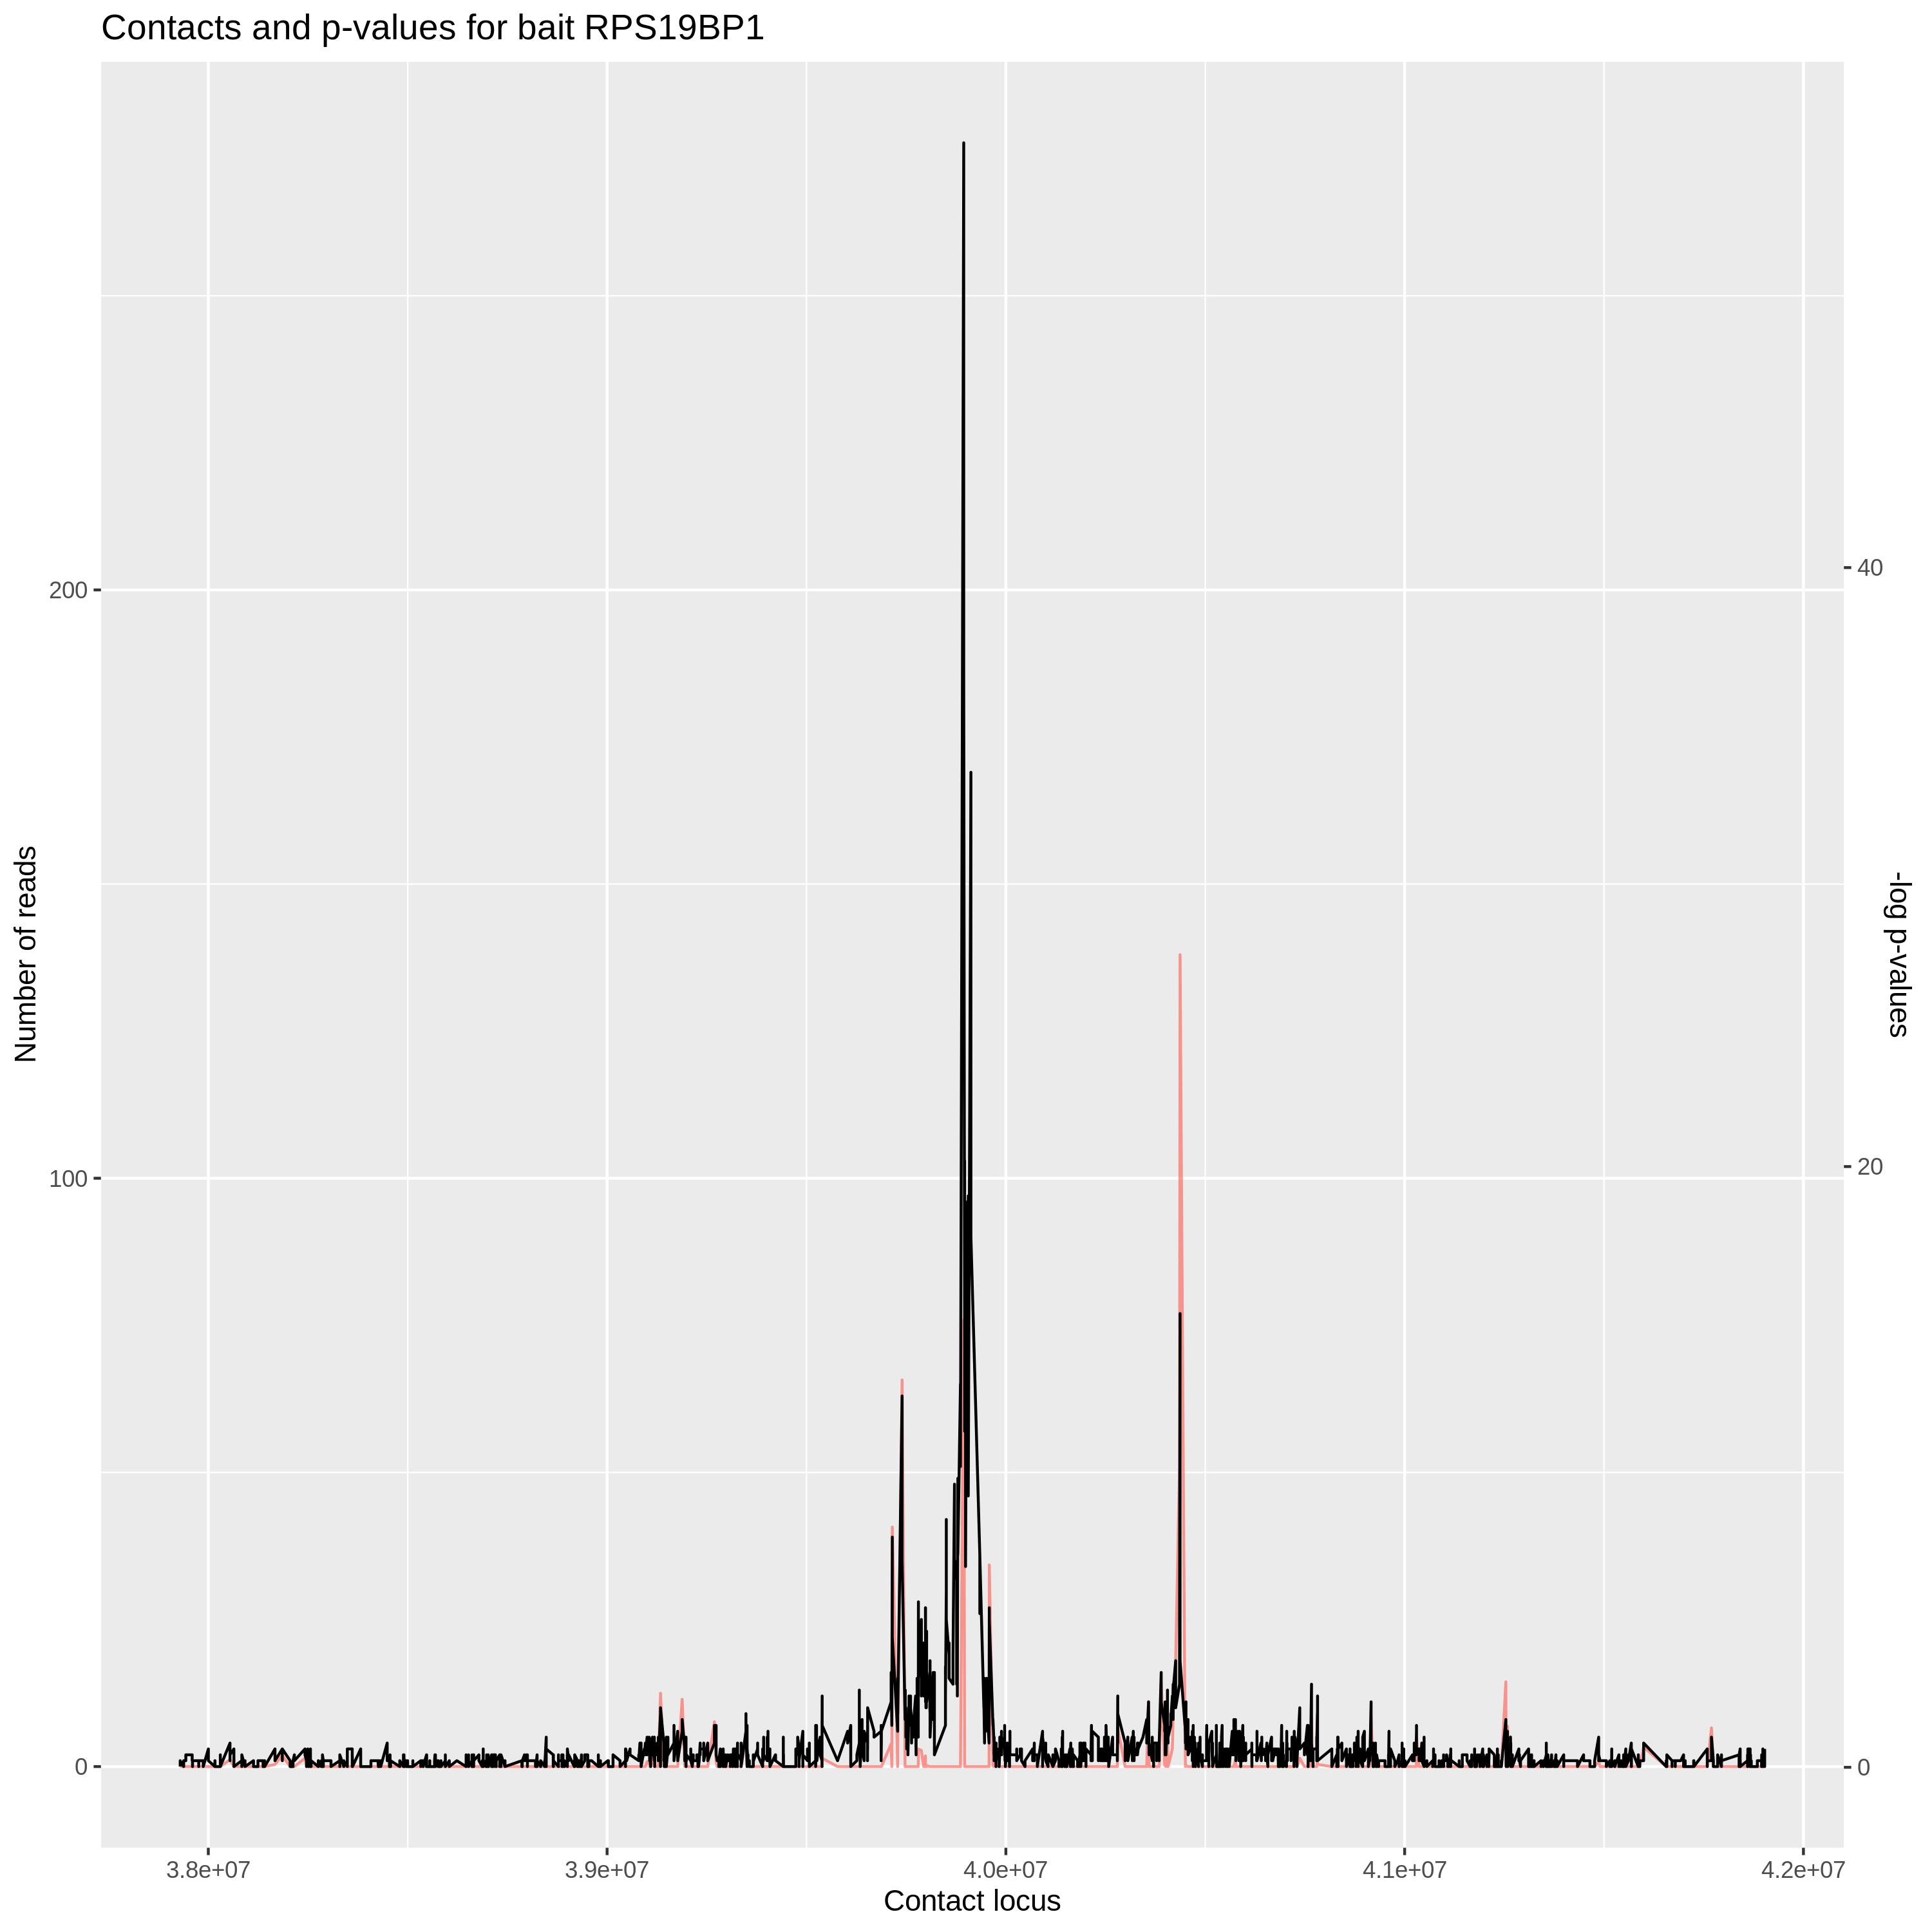 Contacts and p-values for bait RPS19BP1
Number of reads
200
100
0
40
20
0
-log p-values
3.8e+07
3.9e+07
4.0e+07
4.1e+07
4.2e+07
Contact locus